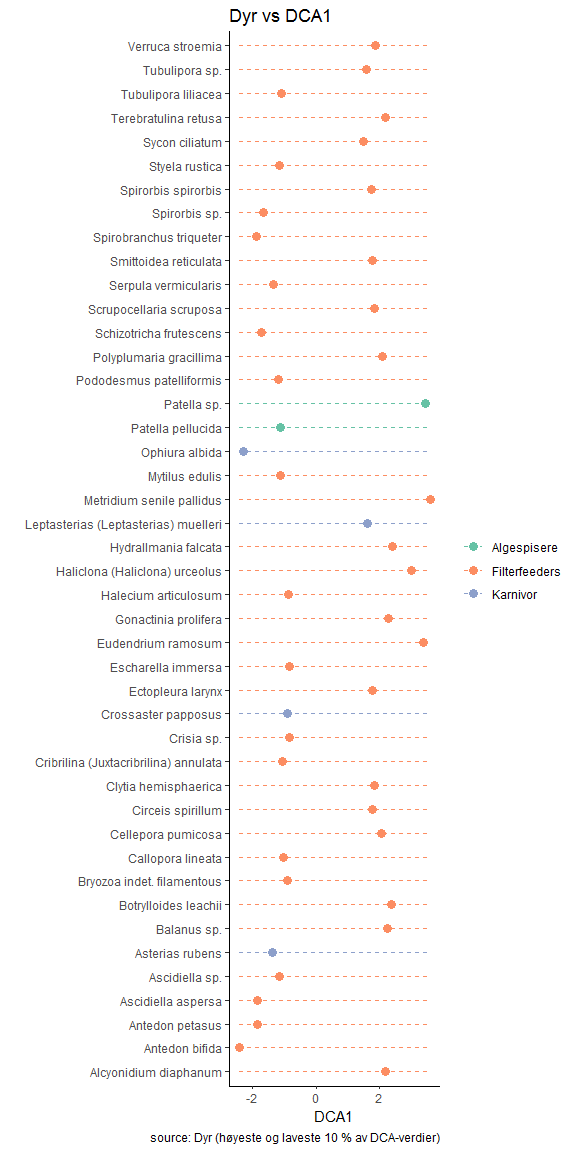 Dyr vs DCA1
Verruca stroemia
Tubulipora sp.
Tubulipora liliacea
Terebratulina retusa
Sycon ciliatum
Styela rustica
Spirorbis spirorbis
Spirorbis sp.
Spirobranchus triqueter
Smittoidea reticulata
Serpula vermicularis
Scrupocellaria scruposa
Schizotricha frutescens
Polyplumaria gracillima
Pododesmus patelliformis
Patella sp.
Patella pellucida
Ophiura albida
Mytilus edulis
Metridium senile pallidus
Leptasterias (Leptasterias) muelleri
Hydrallmania falcata
Haliclona (Haliclona) urceolus
Halecium articulosum
Gonactinia prolifera
Eudendrium ramosum
Escharella immersa
Ectopleura larynx
Crossaster papposus
Crisia sp.
Cribrilina (Juxtacribrilina) annulata
Clytia hemisphaerica
Circeis spirillum
Cellepora pumicosa
Callopora lineata
Bryozoa indet. filamentous
Botrylloides leachii
Balanus sp.
Asterias rubens
Ascidiella sp.
Ascidiella aspersa
Antedon petasus
Antedon bifida
Alcyonidium diaphanum
-2 0 2
DCA1
source: Dyr (høyeste og laveste 10 % av DCA-verdier)
Algespisere
Filterfeeders
Karnivor